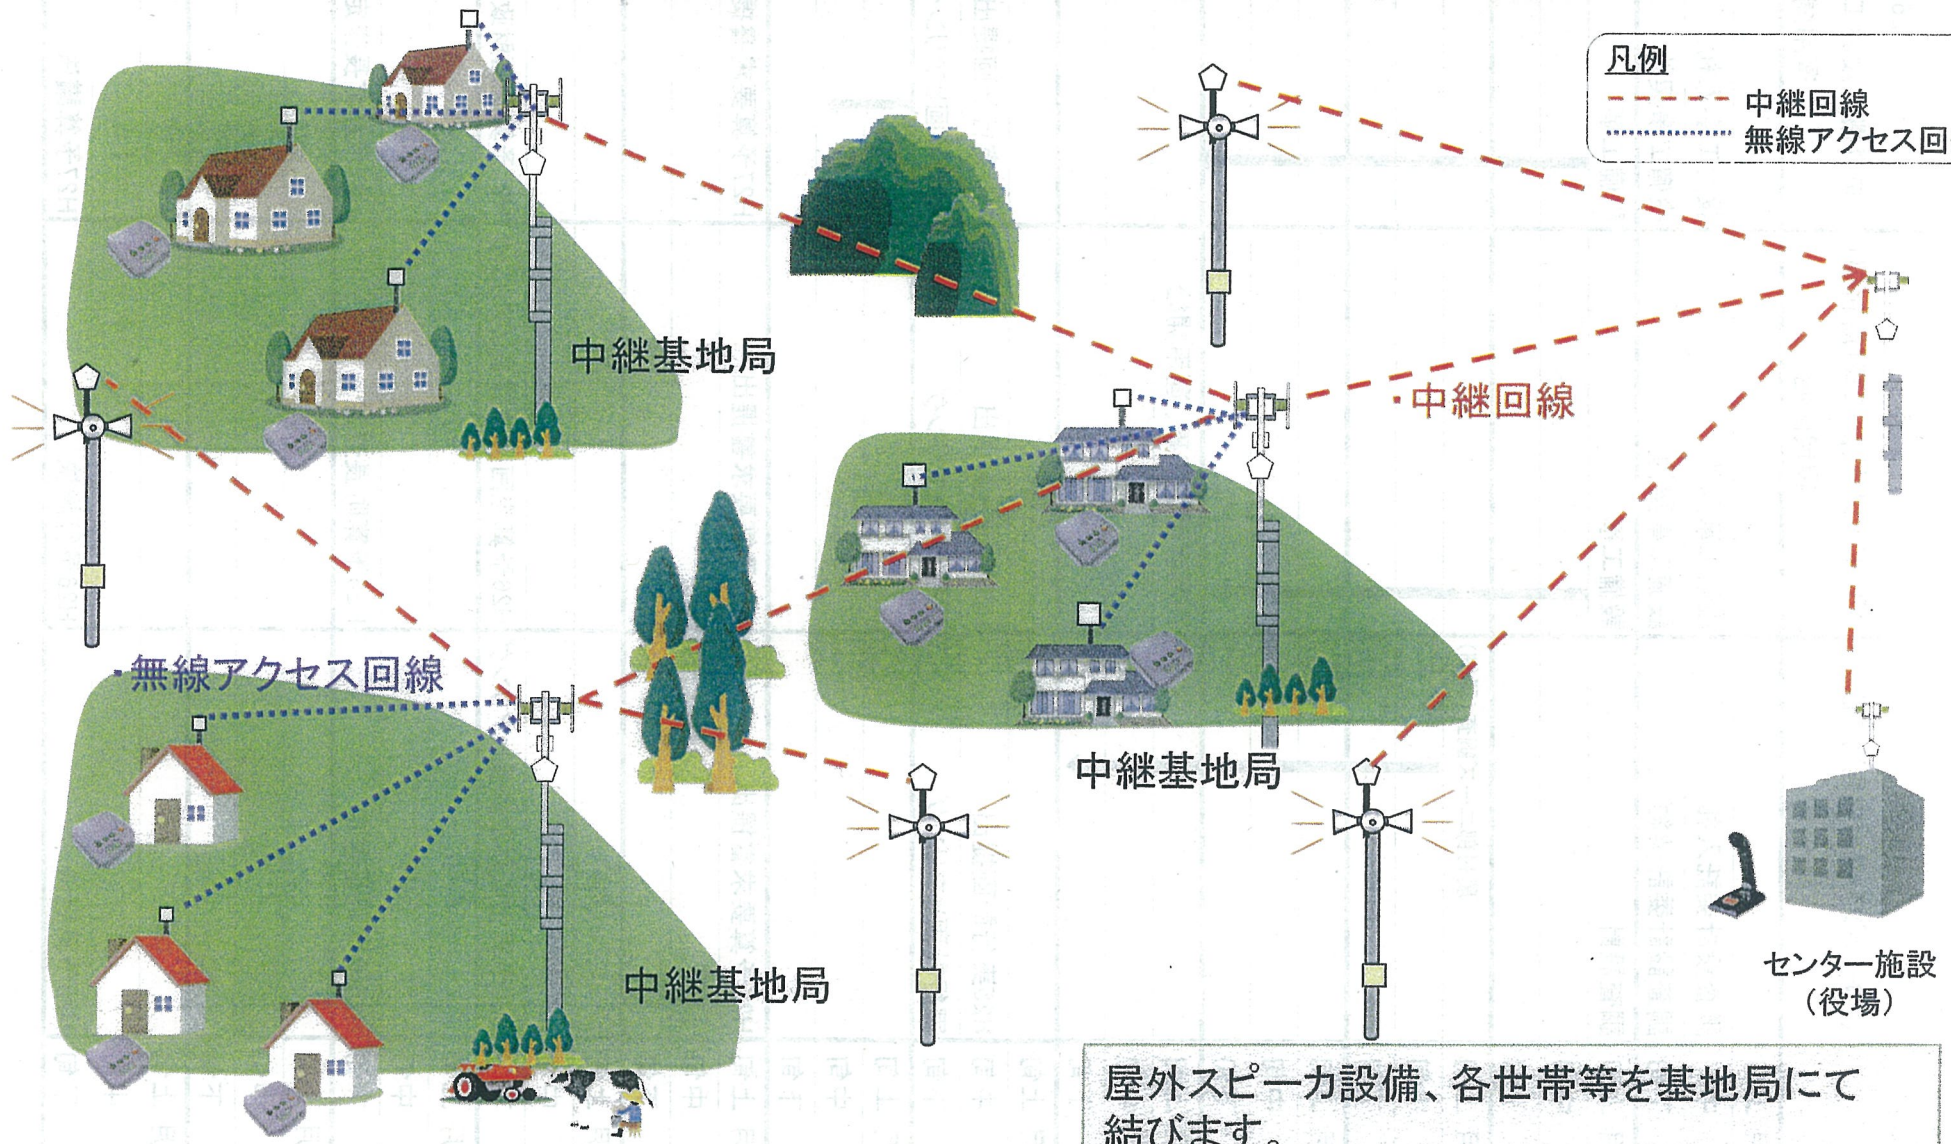 凡例
中継回線
無線アクセス回
中継基地局
・中継回線
・無線アクセス回線
中継基地局
中継基地局
センター施設
(役場)
屋外スピーカ設備、各世帯等を基地局にて
結びます。